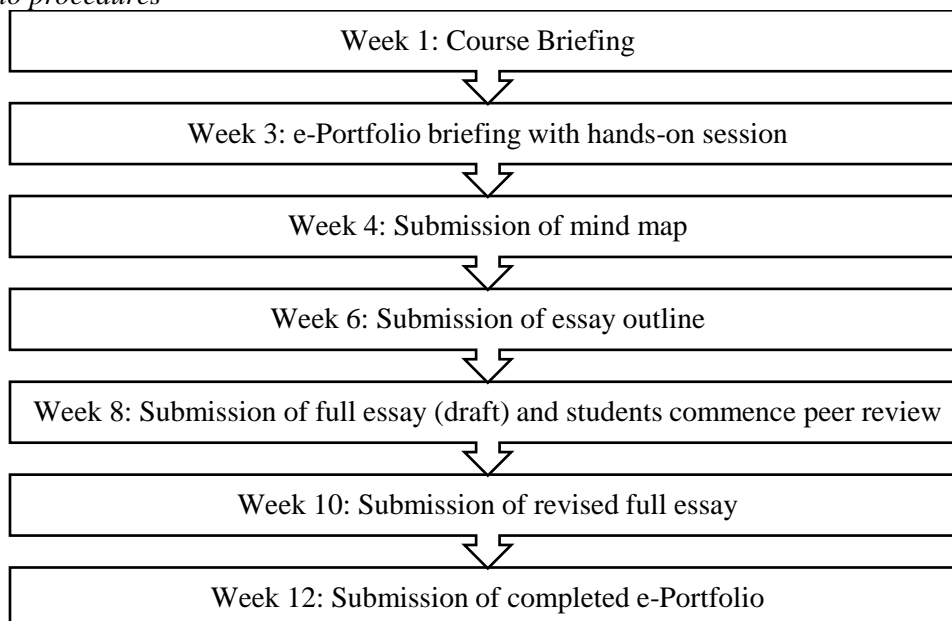 procedures
Week 1: Course Briefing
Week 3: e-Portfolio briefing with hands-on session
Week 4: Submission of mind map
Week 6: Submission of essay outline
Week 8: Submission of full essay (draft) and students commence peer review
Week 10: Submission of revised full essay
Week 12: Submission of completed e-Portfolio